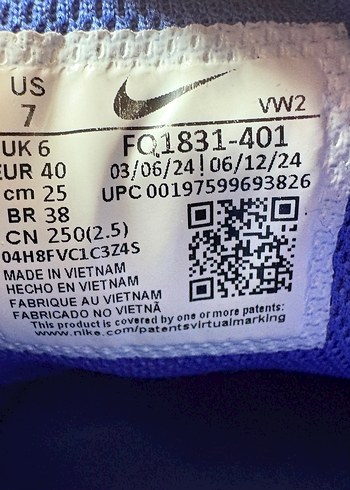 US
7
VW2
UK 6
FQ1831-401
EUR 40
03/06/24 | 06/12/24
cm 25
UPC 00197599693826
BR 38
CN 250(2.5)
04H8FVC1C3Z4S
MADE IN VIETNAM
HECHO EN VIETNAM
FABRIQUE AU VIETNAM
FABRICADO NO VIETNÃ
This product is covered by one or more patents:
www.nike.com/patentsvirtualmarking